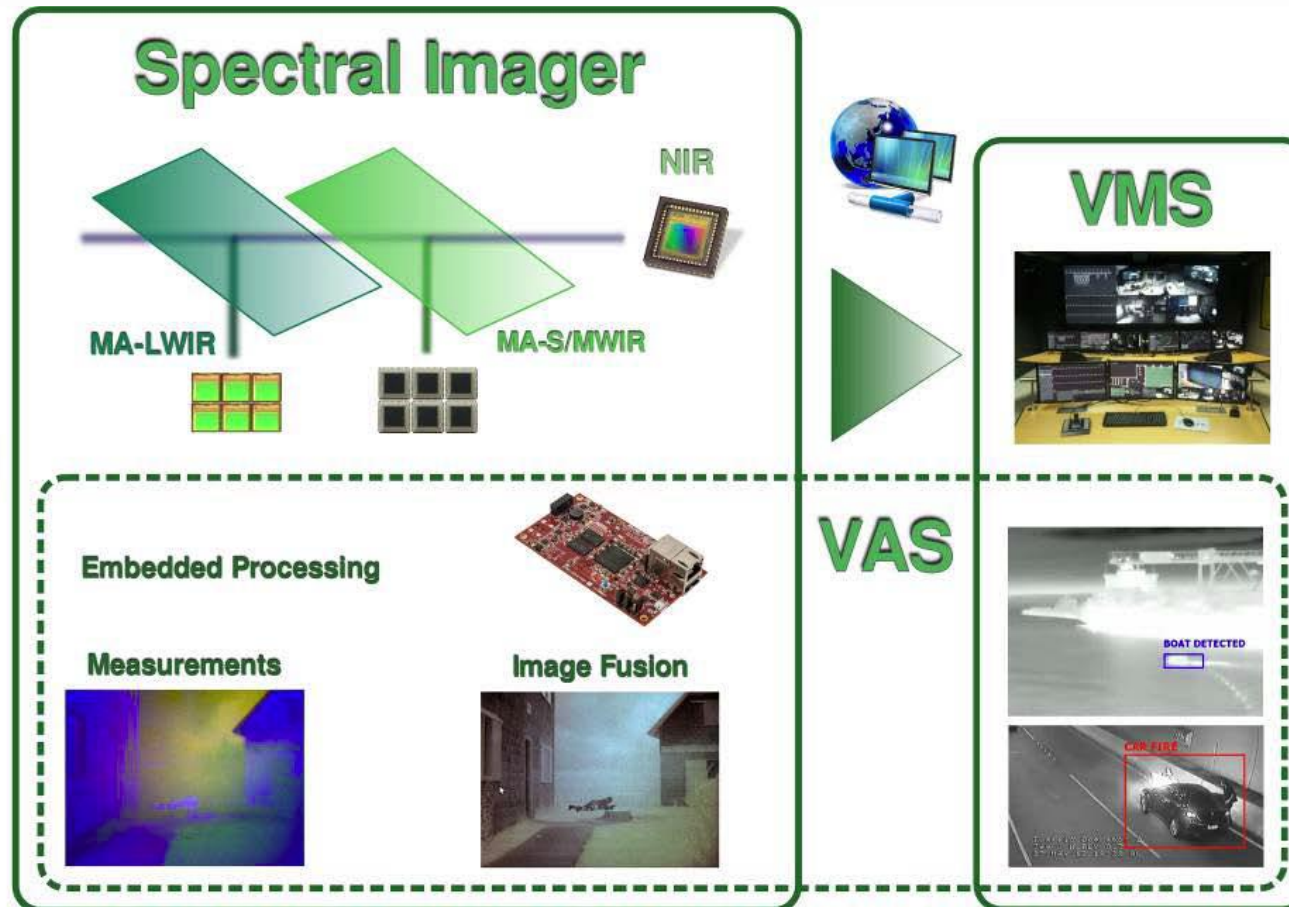 Spectral Imager
NIR
VMS
MA-LWIR
MA-S/MWIR
VAS
Embedded Processing
Measurements
Image Fusion
BOAT DETECTED
CAR FIRE